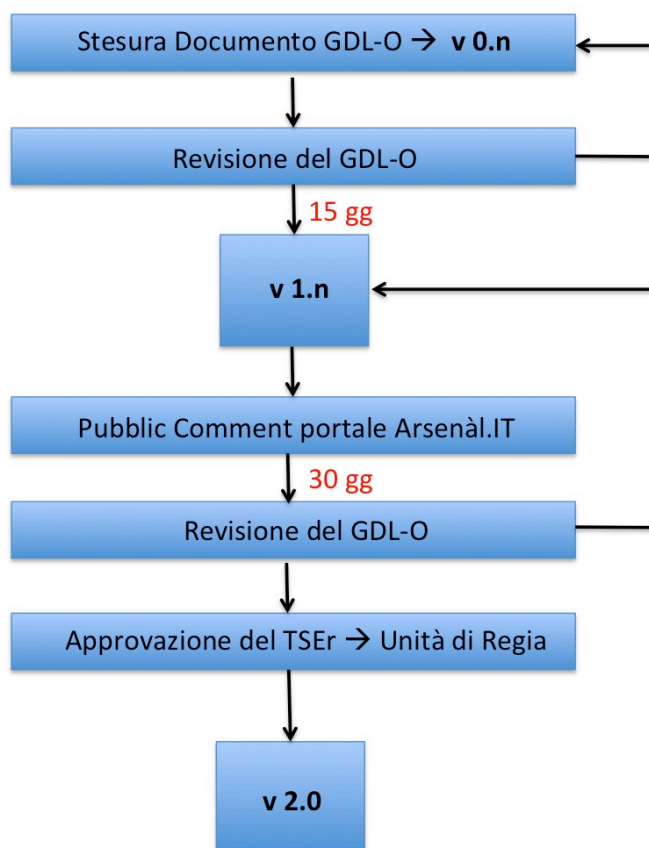 Stesura Documento GDL-O → v 0.n
Revisione del GDL-O
15 gg
v 1.n
Pubblic Comment portale Arsenàl.IT
30 gg
Revisione del GDL-O
Approvazione del TSEr → Unità di Regia
v 2.0